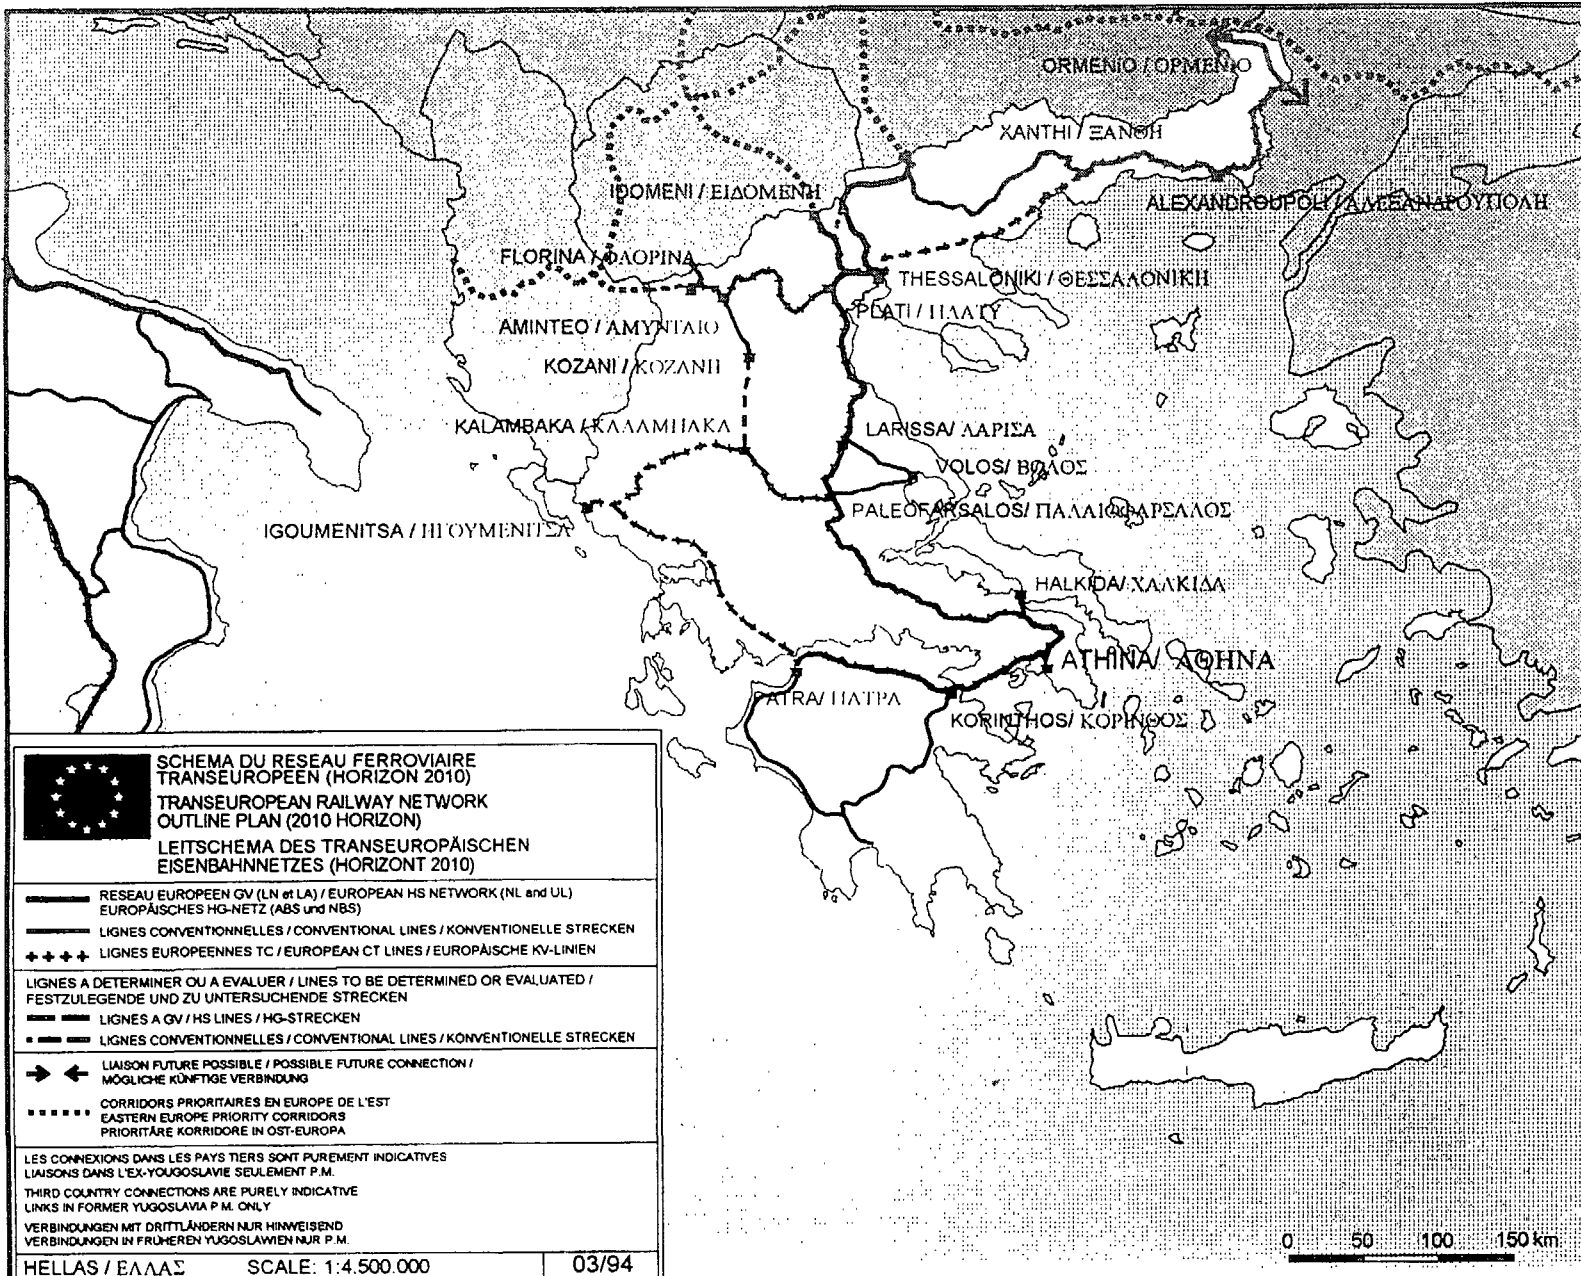 ORMENIO / ΟΡΜΕΝΙΟ
XANTHI / ΞΑΝΘΗ
IDOMENI / ΕΙΔΟΜΕΝΗ
ALEXANDROUPOLI / ΑΛΕΞΑΝΔΡΟΥΠΟΛΗ
FLORINA / ΦΛΟΡΙΝΑ
THESSALONIKI / ΘΕΣΣΑΛΟΝΙΚΗ
PLATI / ΠΛΑΤΥ
AMINTEO / ΑΜΥΝΤΑΙΟ
KOZANI / ΚΟΖΑΝΗ
KALAMBAKA / ΚΑΛΑΜΠΑΚΑ
LARISSA/ ΛΑΡΙΣΑ
VOLOS/ ΒΟΛΟΣ
PALEOFARSALOS/ ΠΑΛΑΙΟΦΑΡΣΑΛΟΣ
IGOUMENITSA / ΗΓΟΥΜΕΝΙΤΣΑ
HALKIDA/ ΧΑΛΚΙΔΑ
ATHINA/ ΑΘΗΝΑ
PATRA/ ΠΑΤΡΑ
KORINTHOS/ ΚΟΡΙΝΘΟΣ
SCHEMA DU RESEAU FERROVIAIRE
TRANSEUROPEEN (HORIZON 2010)
TRANSEUROPEAN RAILWAY NETWORK
OUTLINE PLAN (2010 HORIZON)
LEITSCHEMA DES TRANSEUROPÄISCHEN
EISENBAHNNETZES (HORIZONT 2010)
RESEAU EUROPEEN GV (LN et LA) / EUROPEAN HS NETWORK (NL and UL)
EUROPÄISCHES HG-NETZ (ABS und NBS)
LIGNES CONVENTIONNELLES / CONVENTIONAL LINES / KONVENTIONELLE STRECKEN
LIGNES EUROPEENNES TC / EUROPEAN CT LINES / EUROPÄISCHE KV-LINIEN
LIGNES A DETERMINER OU A EVALUER / LINES TO BE DETERMINED OR EVALUATED /
FESTZULEGENDE UND ZU UNTERSUCHENDE STRECKEN
LIGNES A GV / HS LINES / HG-STRECKEN
LIGNES CONVENTIONNELLES / CONVENTIONAL LINES / KONVENTIONELLE STRECKEN
LIAISON FUTURE POSSIBLE / POSSIBLE FUTURE CONNECTION /
MÖGLICHE KÜNFTIGE VERBINDUNG
CORRIDORS PRIORITAIRES EN EUROPE DE L'EST
EASTERN EUROPE PRIORITY CORRIDORS
PRIORITÄRE KORRIDORE IN OST-EUROPA
LES CONNEXIONS DANS LES PAYS TIERS SONT PUREMENT INDICATIVES
LIAISONS DANS L'EX-YOUGOSLAVIE SEULEMENT P.M.
THIRD COUNTRY CONNECTIONS ARE PURELY INDICATIVE
LINKS IN FORMER YUGOSLAVIA P.M. ONLY
VERBINDUNGEN MIT DRITTLÄNDERN NUR HINWEISEND
VERBINDUNGEN IN FRÜHEREN YUGOSLAWIEN NUR P.M.
HELLAS / ΕΛΛΑΣ SCALE: 1:4.500.000 03/94
0 50 100 150 km